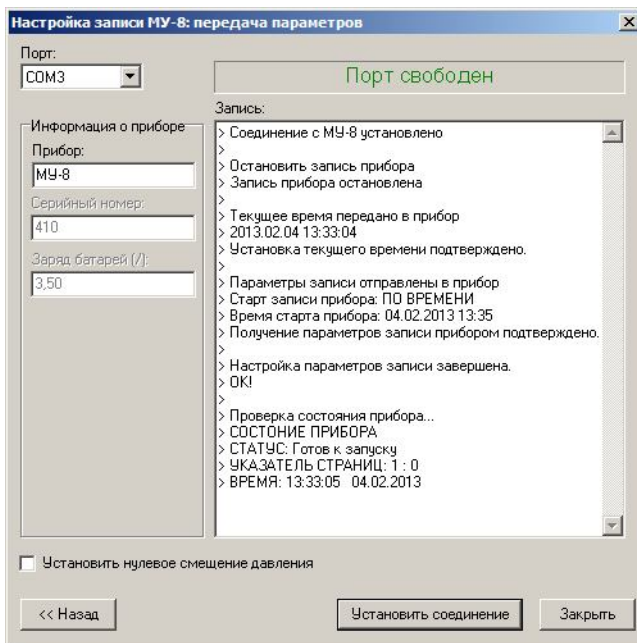 Настройка записи МУ-8: передача параметров
Порт:
COM3
Порт свободен
Запись:
Информация о приборе
Прибор:
МУ-8
Серийный номер:
410
Заряд батарей (/):
3,50
> Соединение с МУ-8 установлено
>
> Остановить запись прибора
> Запись прибора остановлена
>
> Текущее время передано в прибор
> 2013.02.04 13:33:04
> Установка текущего времени подтверждено.
>
> Параметры записи отправлены в прибор
> Старт записи прибора: ПО ВРЕМЕНИ
> Время старта прибора: 04.02.2013 13:35
> Получение параметров записи прибором подтверждено.
>
> Настройка параметров записи завершена.
> OK!
>
> Проверка состояния прибора...
> СОСТОНИЕ ПРИБОРА
> СТАТУС: Готов к запуску
> УКАЗАТЕЛЬ СТРАНИЦ: 1 : 0
> ВРЕМЯ: 13:33:05 04.02.2013
Установить нулевое смещение давления
<< Назад
Установить соединение
Закрыть